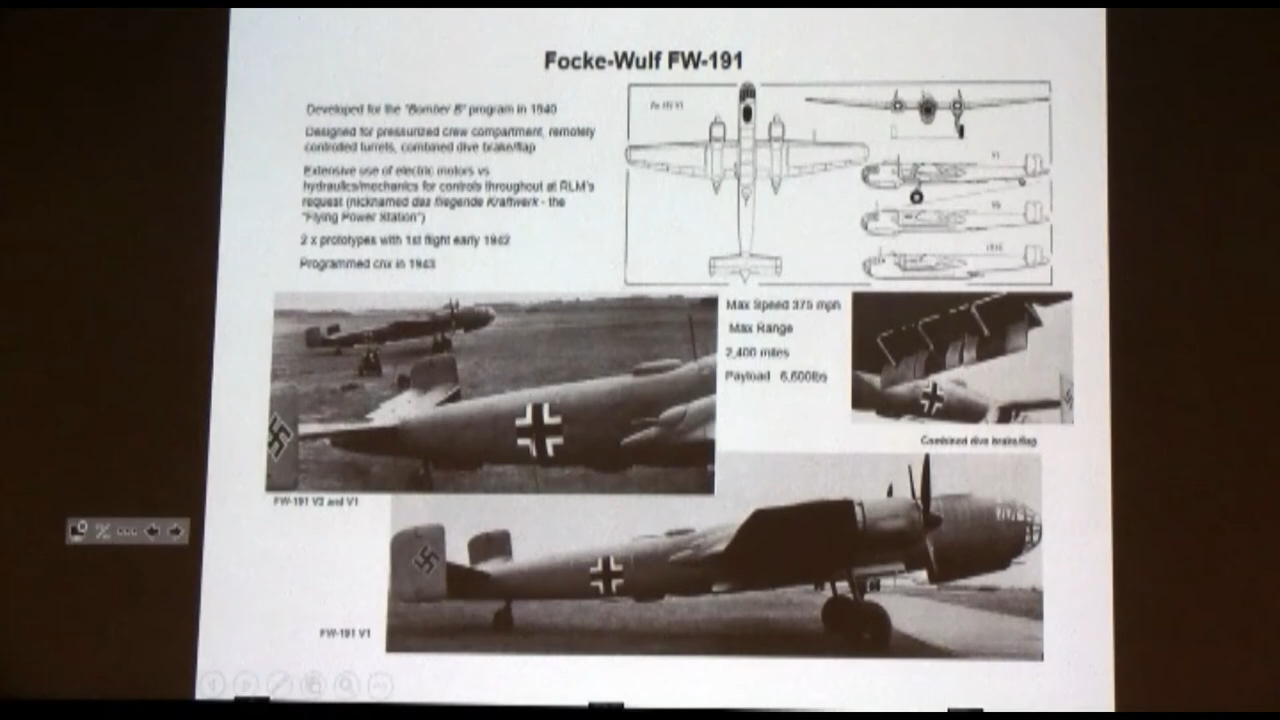 Focke-Wulf FW-191
Developed for the "Bomber B" program in 1940
Designed for pressurized crew compartment, remotely
controlled turrets, combined dive brake/flap
Extensive use of electric motors vs
hydraulics/mechanics for controls throughout at RLM's
request (nicknamed das fliegende Kraftwerk - the
"Flying Power Station")
2 x prototypes with 1st flight early 1942
Programmed cnx in 1943
V1
Max Speed 375 mph
Max Range
2,400 miles
Payload 6,600lbs
Combined dive brake/flap
FW-191 V2 and V1
FW-191 V1